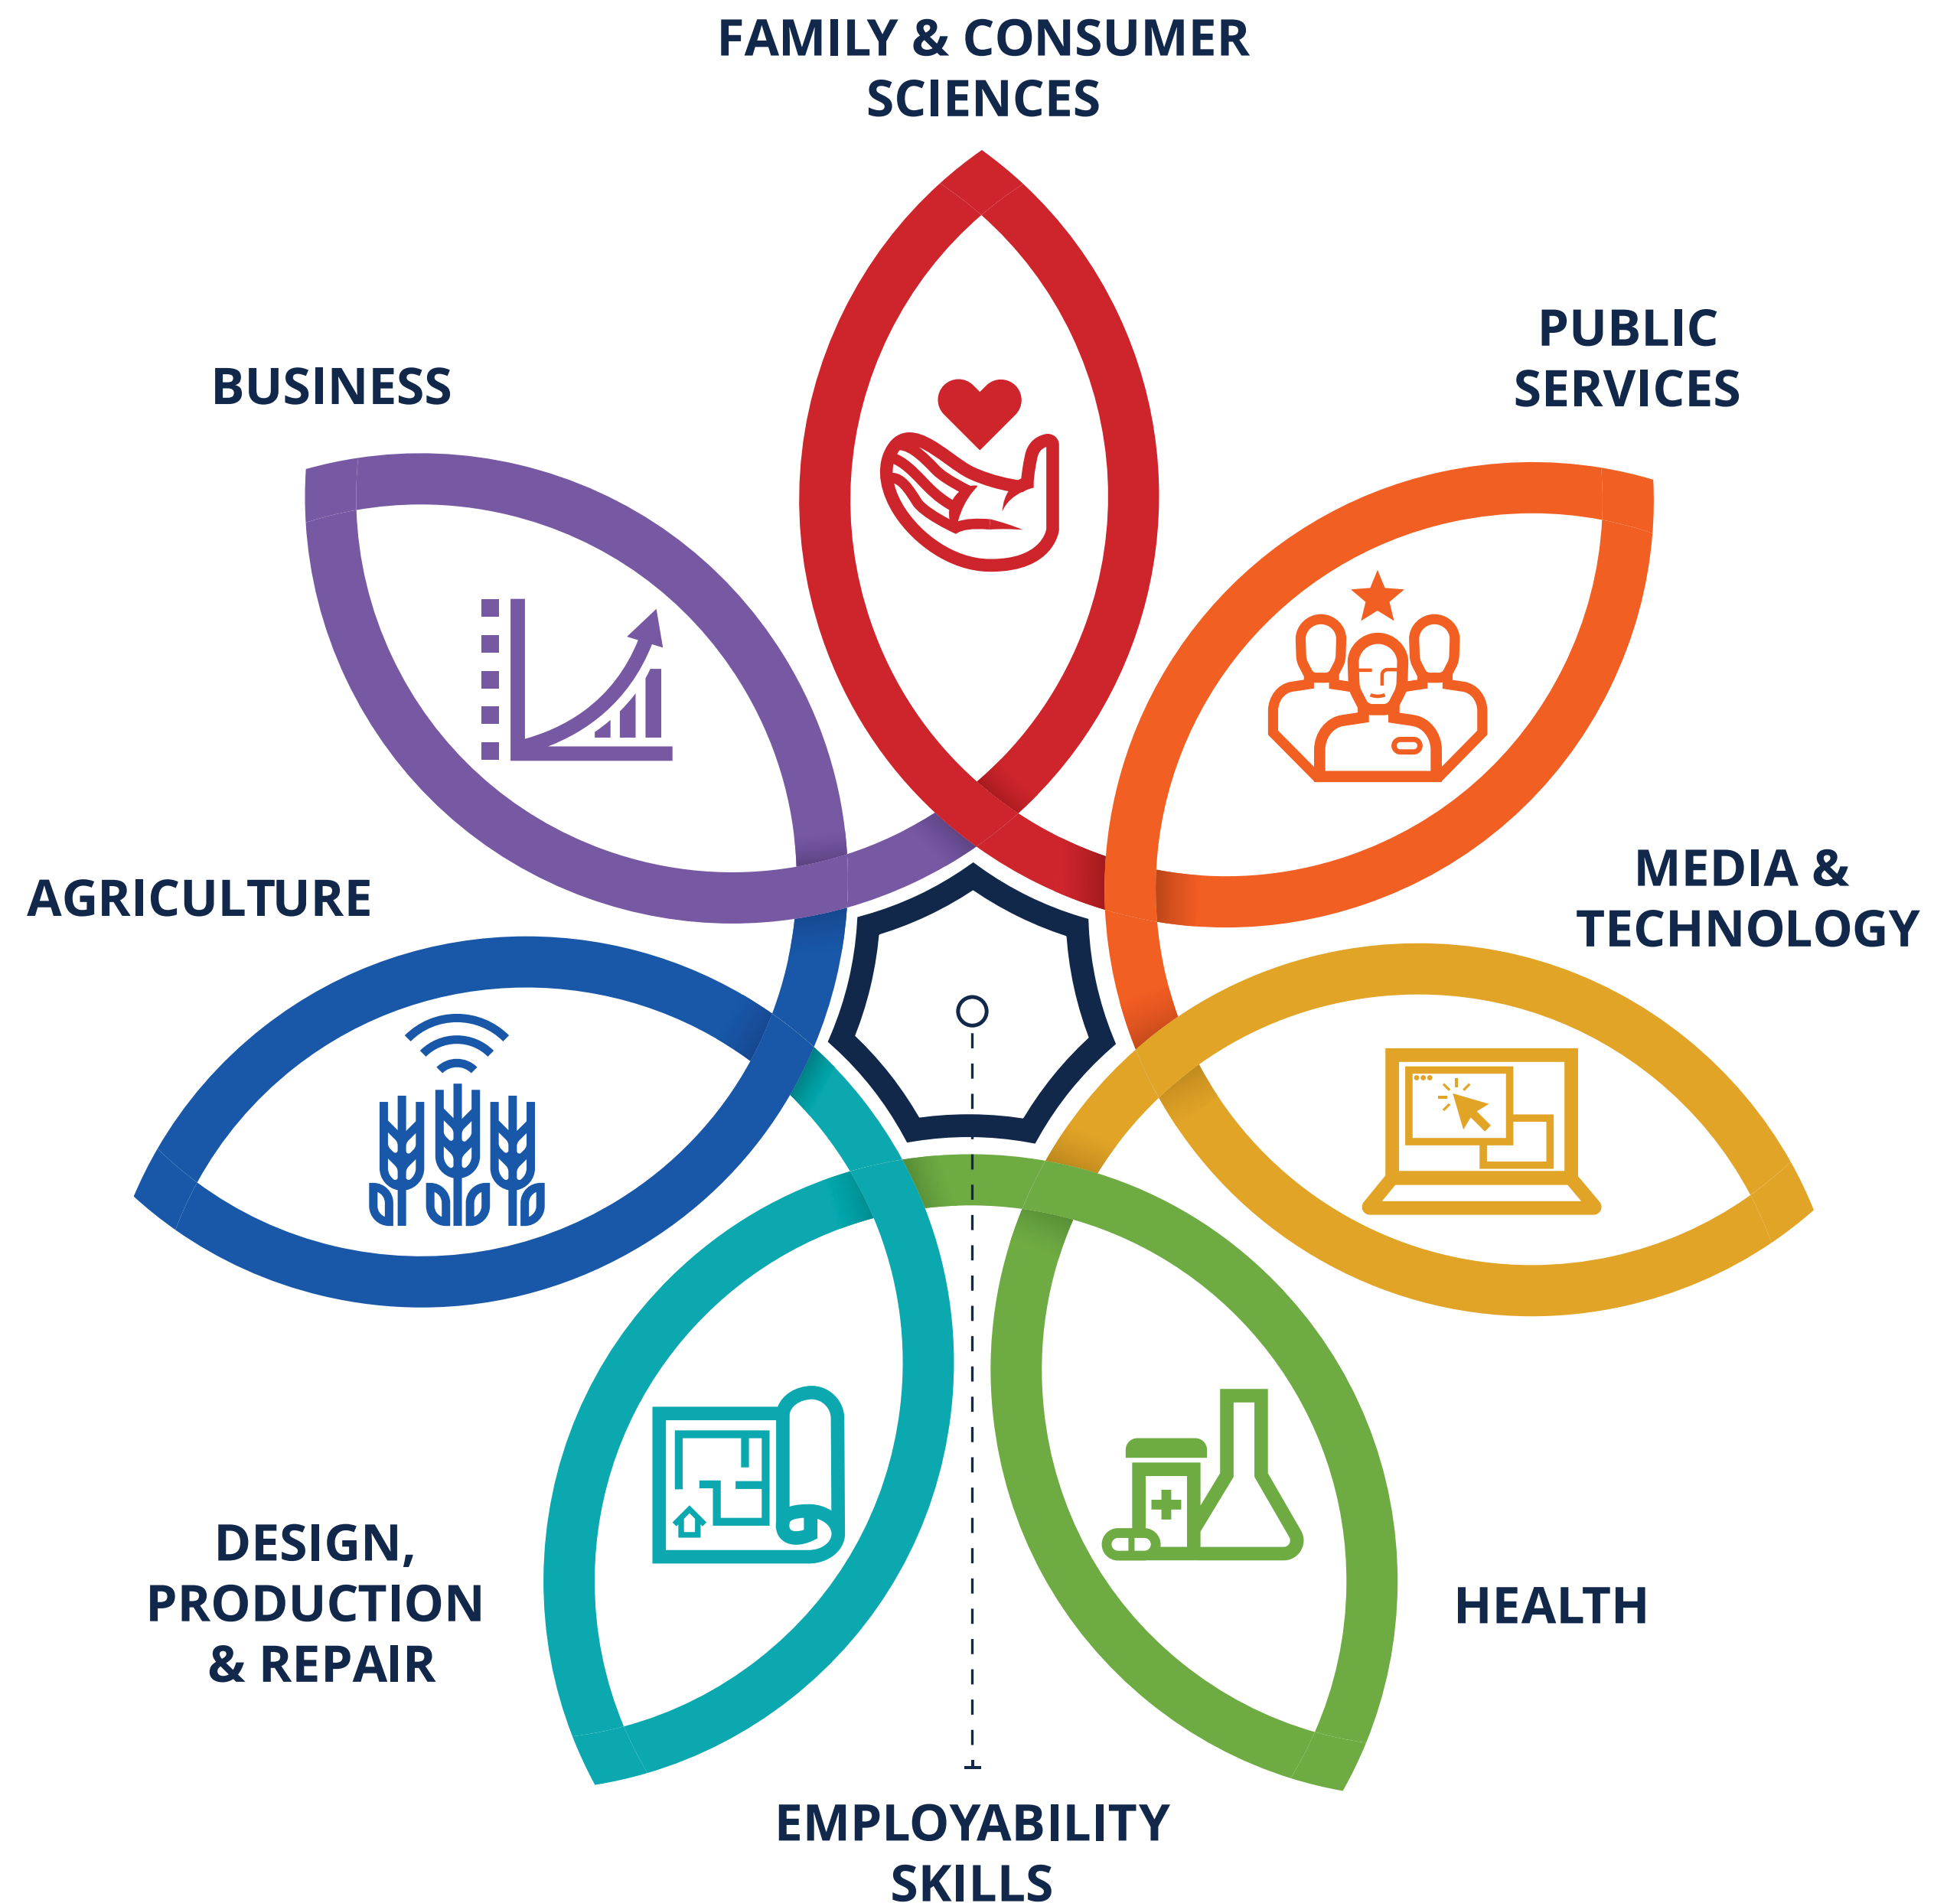 FAMILY & CONSUMER
SCIENCES
PUBLIC
SERVICES
BUSINESS
MEDIA &
TECHNOLOGY
AGRICULTURE
DESIGN,
PRODUCTION
& REPAIR
HEALTH
EMPLOYABILITY
SKILLS